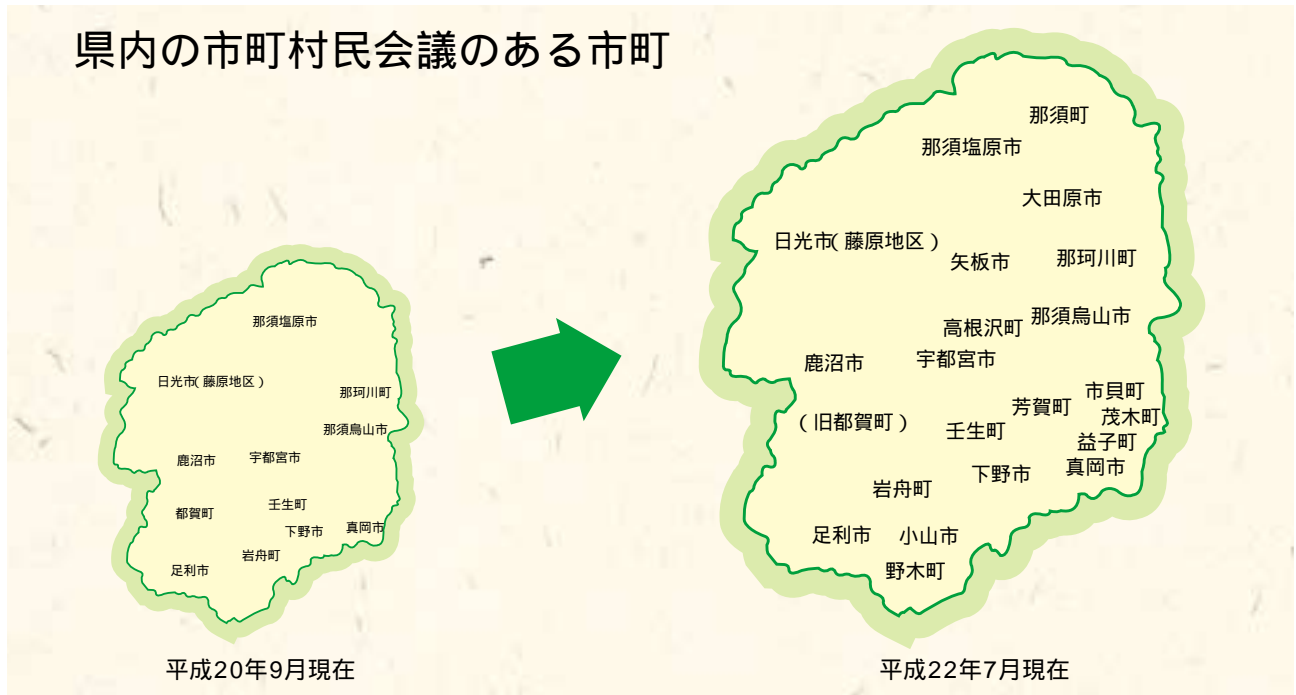 県内の市町村民会議のある市町
那須塩原市
日光市(藤原地区)
那珂川町
那須烏山市
鹿沼市
宇都宮市
都賀町
壬生町
下野市
真岡市
岩舟町
足利市
平成20年9月現在
那須町
那須塩原市
大田原市
日光市(藤原地区)
矢板市
那珂川町
那須烏山市
高根沢町
鹿沼市
宇都宮市
市貝町
芳賀町
茂木町
(旧都賀町)
壬生町
益子町
真岡市
下野市
岩舟町
足利市
小山市
野木町
平成22年7月現在